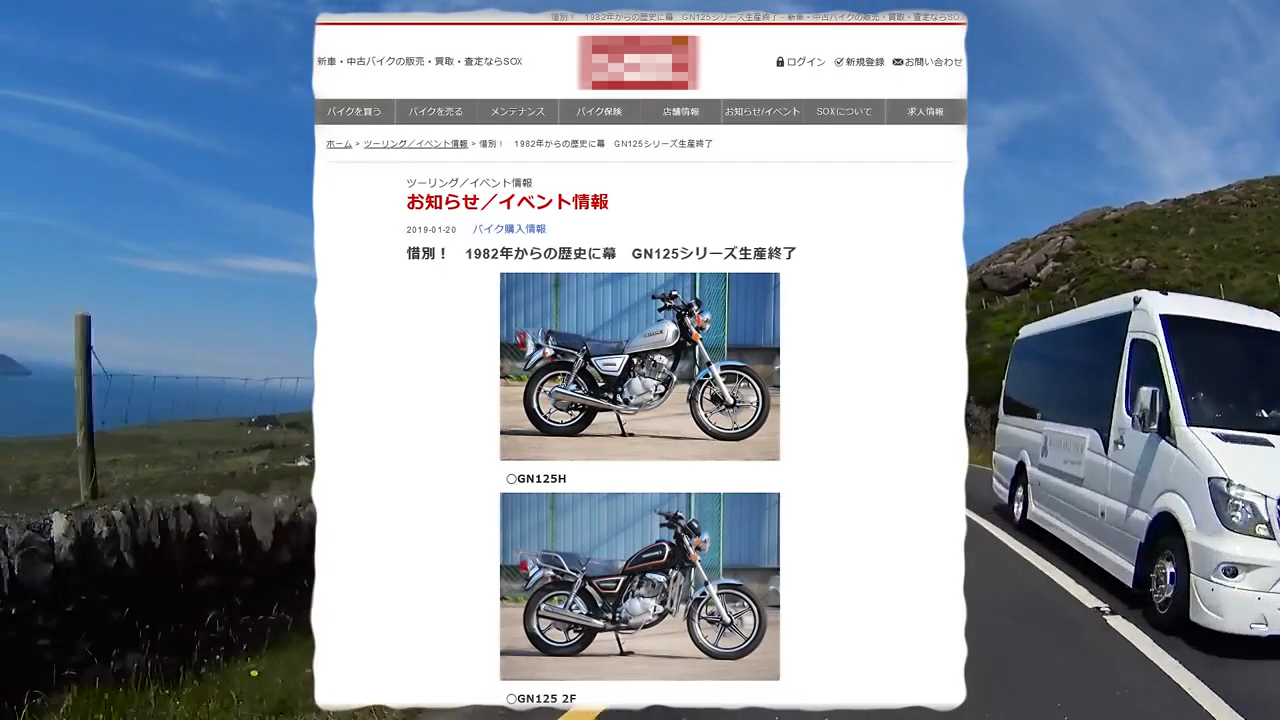 惜別！　1982年からの歴史に幕　GN125シリーズ生産終了 - 新車・中古バイクの販売・買取・査定ならSOX
新車・中古バイクの販売・買取・査定ならSOX
ログイン 新規登録 お問い合わせ
バイクを買う バイクを売る メンテナンス バイク保険 店舗情報 お知らせ/イベント SOXについて 求人情報
ホーム > ツーリング／イベント情報 > 惜別！　1982年からの歴史に幕　GN125シリーズ生産終了
ツーリング／イベント情報
お知らせ／イベント情報
2019-01-20 バイク購入情報
惜別！　1982年からの歴史に幕　GN125シリーズ生産終了
○GN125H
○GN125 2F